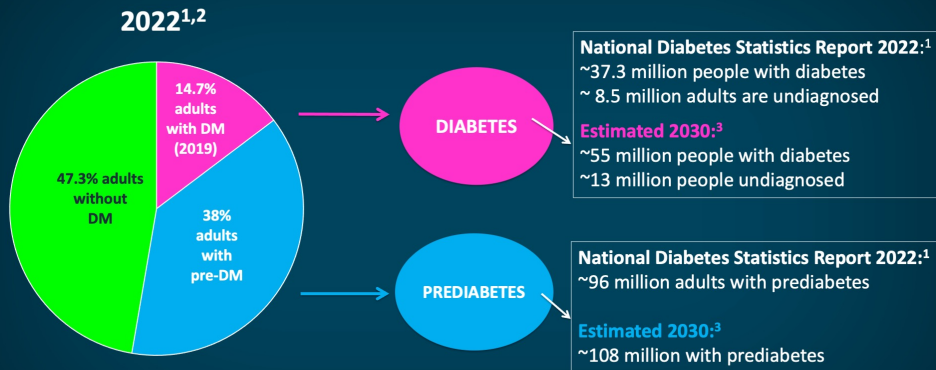 2022¹,²
14.7%
adults
with DM
(2019)
47.3% adults
without
DM
38%
adults
with
pre-DM
DIABETES
National Diabetes Statistics Report 2022:¹
~37.3 million people with diabetes
~ 8.5 million adults are undiagnosed
Estimated 2030:³
~55 million people with diabetes
~13 million people undiagnosed
PREDIABETES
National Diabetes Statistics Report 2022:¹
~96 million adults with prediabetes
Estimated 2030:³
~108 million with prediabetes